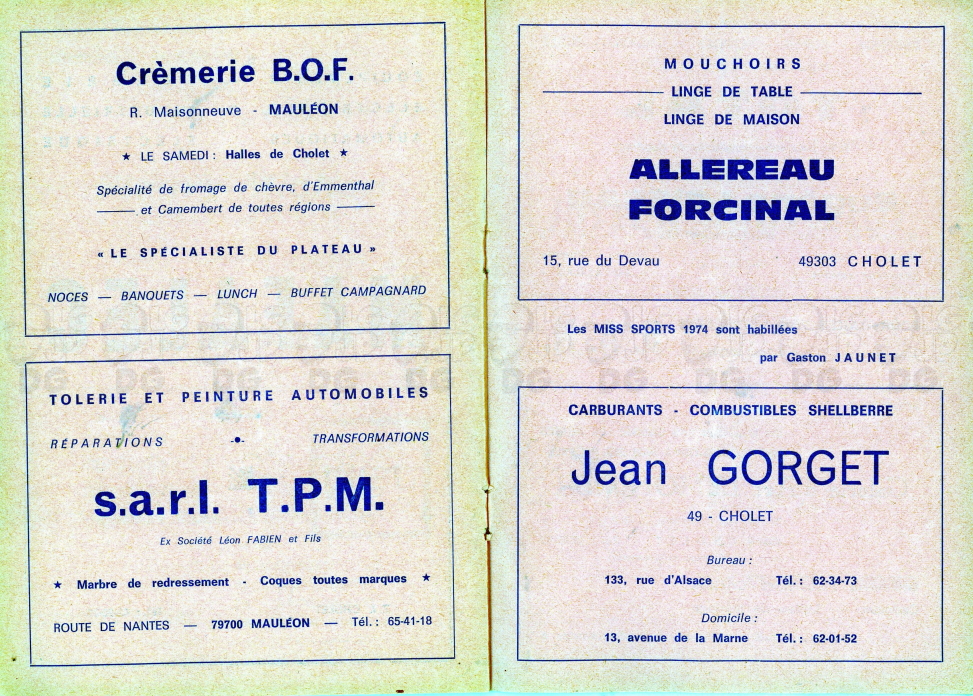 Crèmerie B.O.F.
R. Maisonneuve - MAULÉON
★ LE SAMEDI : Halles de Cholet ★
Spécialité de fromage de chèvre, d'Emmenthal
et Camembert de toutes régions
« LE SPÉCIALISTE DU PLATEAU »
NOCES — BANQUETS — LUNCH — BUFFET CAMPAGNARD
TOLERIE ET PEINTURE AUTOMOBILES
RÉPARATIONS -•- TRANSFORMATIONS
s.a.r.l. T.P.M.
Ex Société Léon FABIEN et Fils
★ Marbre de redressement - Coques toutes marques ★
ROUTE DE NANTES — 79700 MAULÉON — Tél. : 65-41-18
MOUCHOIRS
LINGE DE TABLE
LINGE DE MAISON
ALLEREAU
FORCINAL
15, rue du Devau 49303 CHOLET
Les MISS SPORTS 1974 sont habillées
par Gaston JAUNET
CARBURANTS - COMBUSTIBLES SHELLBERRE
Jean GORGET
49 - CHOLET
Bureau :
133, rue d'Alsace Tél. : 62-34-73
Domicile :
13, avenue de la Marne Tél. : 62-01-52